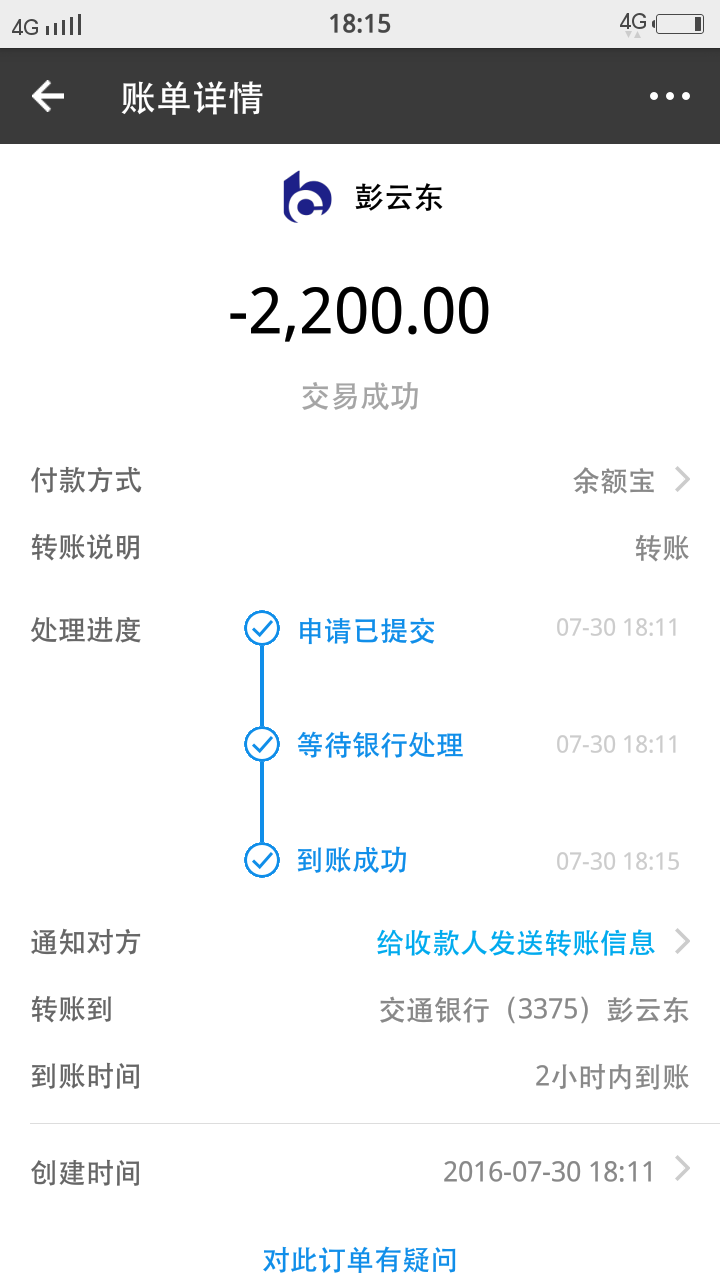 4G 18:15 4G
账单详情
彭云东
-2,200.00
交易成功
付款方式 余额宝
转账说明 转账
处理进度 申请已提交 07-30 18:11
等待银行处理 07-30 18:11
到账成功 07-30 18:15
通知对方 给收款人发送转账信息
转账到 交通银行（3375）彭云东
到账时间 2小时内到账
创建时间 2016-07-30 18:11
对此订单有疑问